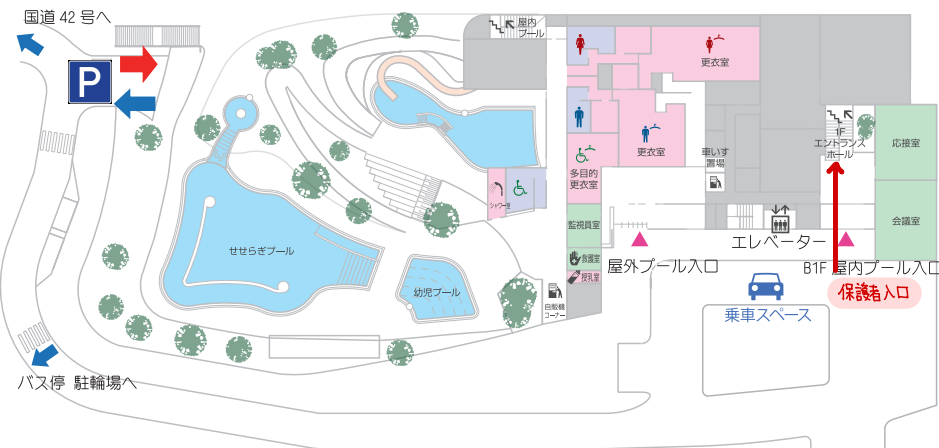 国道42号へ
P
屋内
プール
更衣室
1F
エントランス
ホール
応接室
更衣室
車いす
置場
多目的
更衣室
シャワー室
監視員室
会議室
せせらぎプール
エレベーター
救護室
屋外プール入口
B1F 屋内プール入口
授乳室
幼児プール
自販機
コーナー
保護者入口
乗車スペース
バス停 駐輪場へ